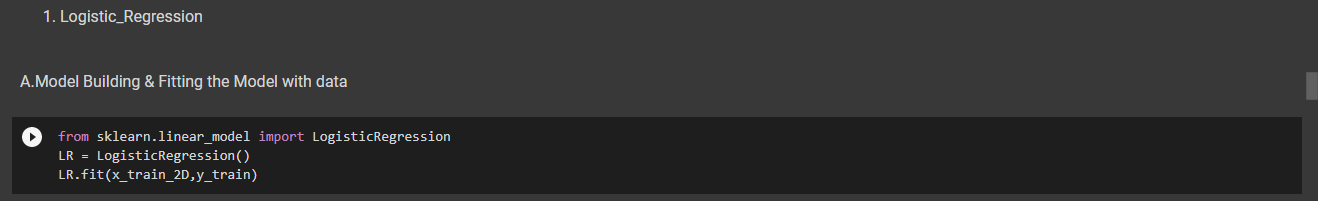 1. Logistic_Regression
A.Model Building & Fitting the Model with data
from sklearn.linear_model import LogisticRegression
LR = LogisticRegression()
LR.fit(x_train_2D,y_train)